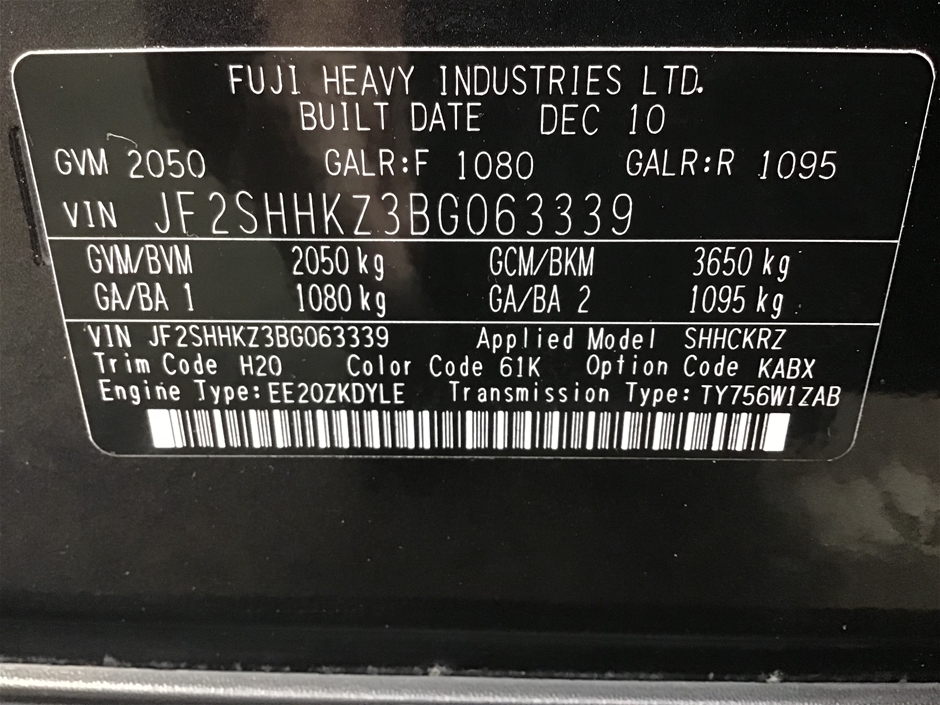 FUJI HEAVY INDUSTRIES LTD.
BUILT DATE DEC 10
GVM 2050 GALR:F 1080 GALR:R 1095
VIN JF2SHHKZ3BG063339
GVM/BVM 2050 kg GCM/BKM 3650 kg
GA/BA 1 1080 kg GA/BA 2 1095 kg
VIN JF2SHHKZ3BG063339 Applied Model SHHCKRZ
Trim Code H20 Color Code 61K Option Code KABX
Engine Type: EE20ZKDYLE Transmission Type: TY756W1ZAB